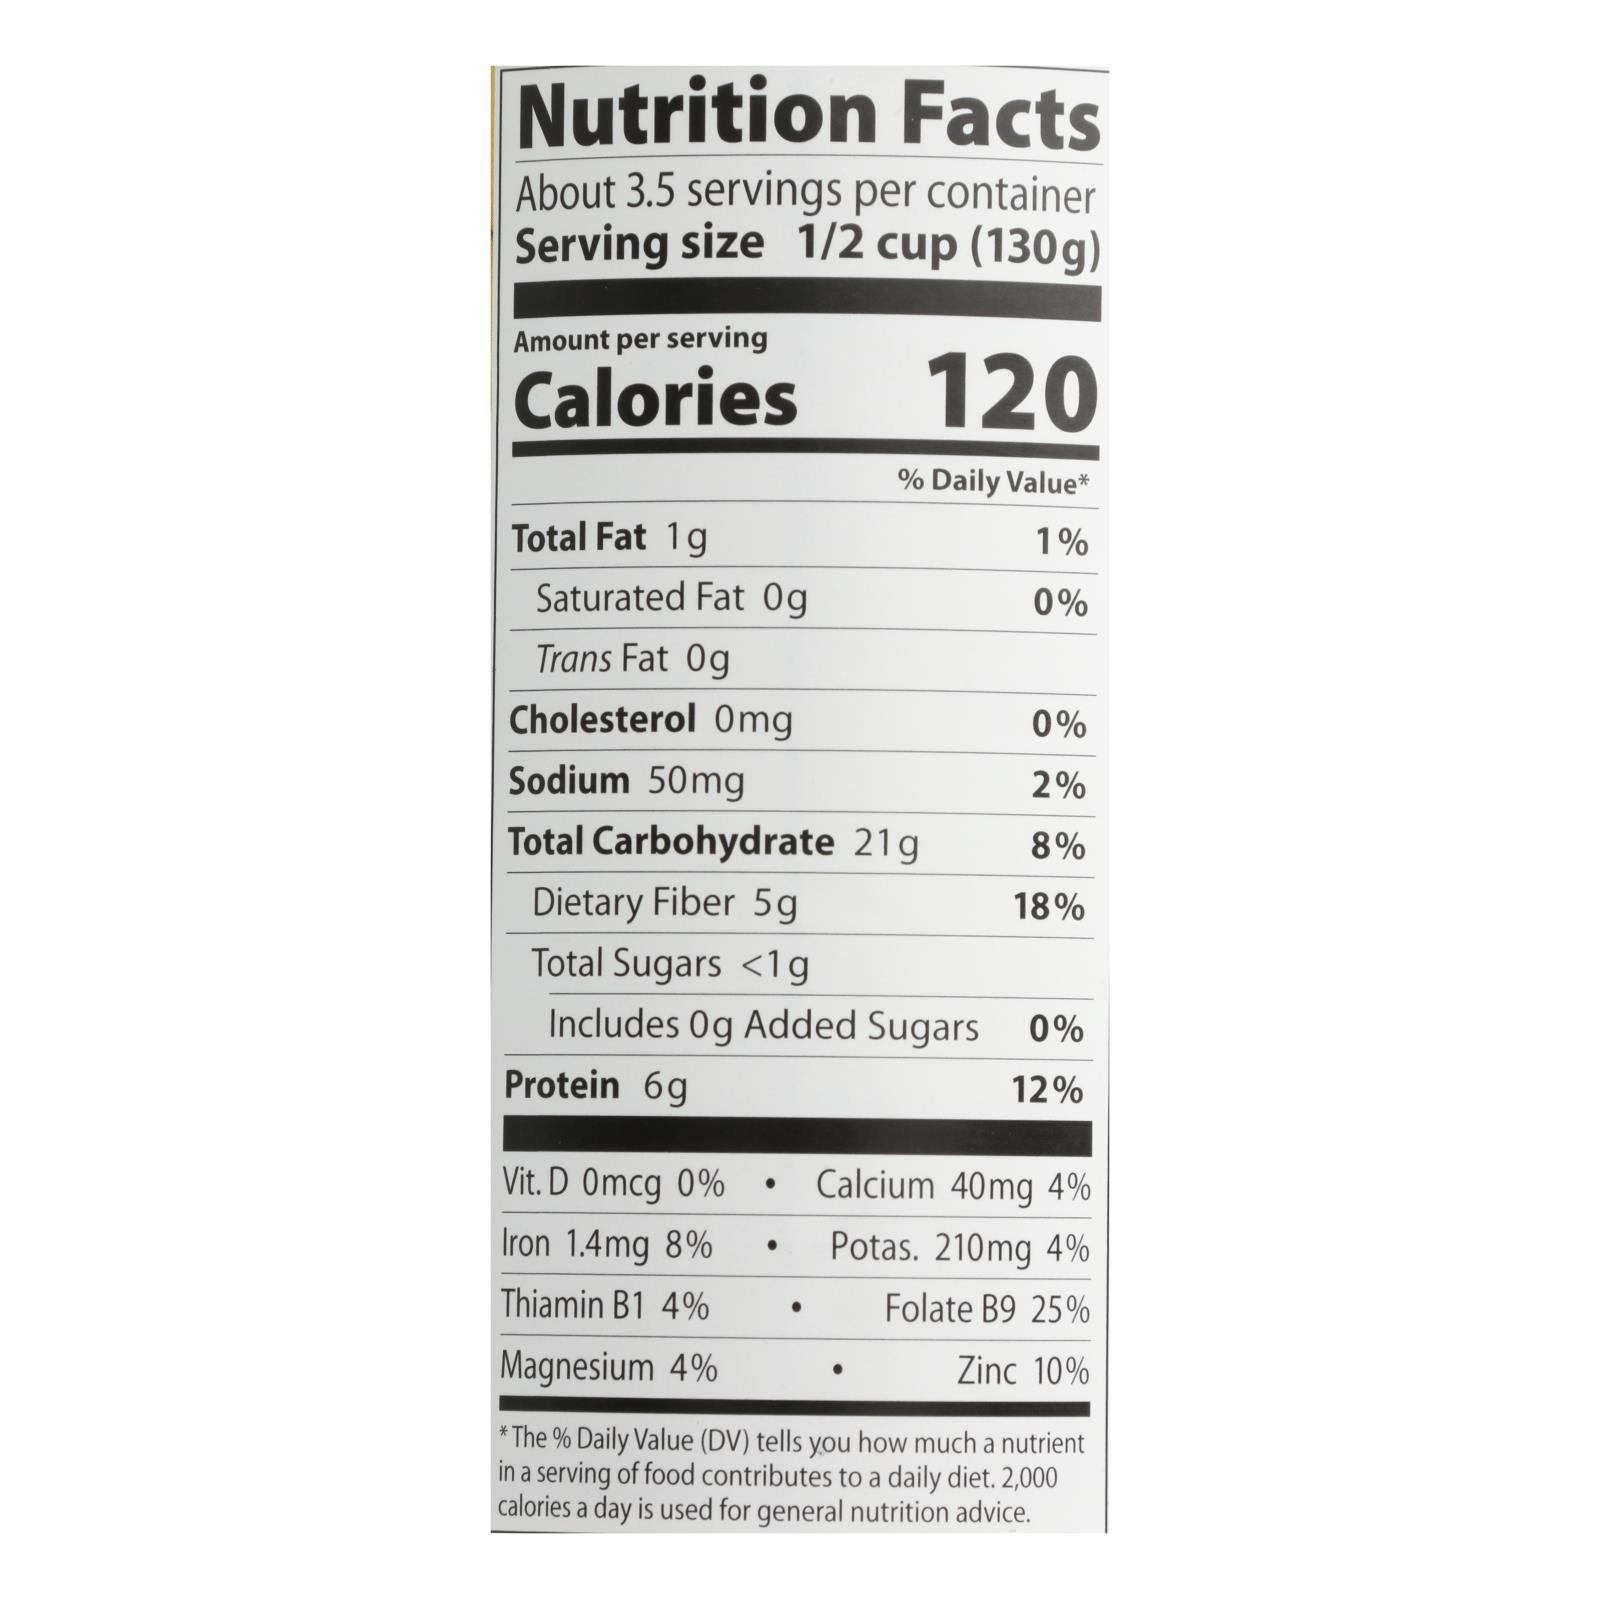 Nutrition Facts
About 3.5 servings per container
Serving size 1/2 cup (130g)
Amount per serving
Calories 120
% Daily Value*
Total Fat 1g 1%
Saturated Fat 0g 0%
Trans Fat 0g
Cholesterol 0mg 0%
Sodium 50mg 2%
Total Carbohydrate 21g 8%
Dietary Fiber 5g 18%
Total Sugars <1g
Includes 0g Added Sugars 0%
Protein 6g 12%
Vit. D 0mcg 0% • Calcium 40mg 4%
Iron 1.4mg 8% • Potas. 210mg 4%
Thiamin B1 4% • Folate B9 25%
Magnesium 4% • Zinc 10%
*The % Daily Value (DV) tells you how much a nutrient
in a serving of food contributes to a daily diet. 2,000
calories a day is used for general nutrition advice.